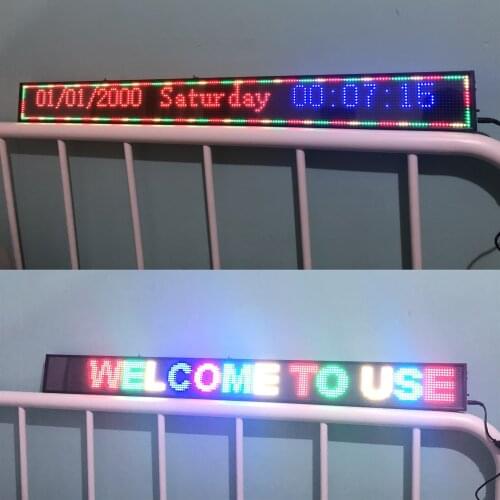 01/01/2000 Saturday 00:07:15
WELCOME TO USE